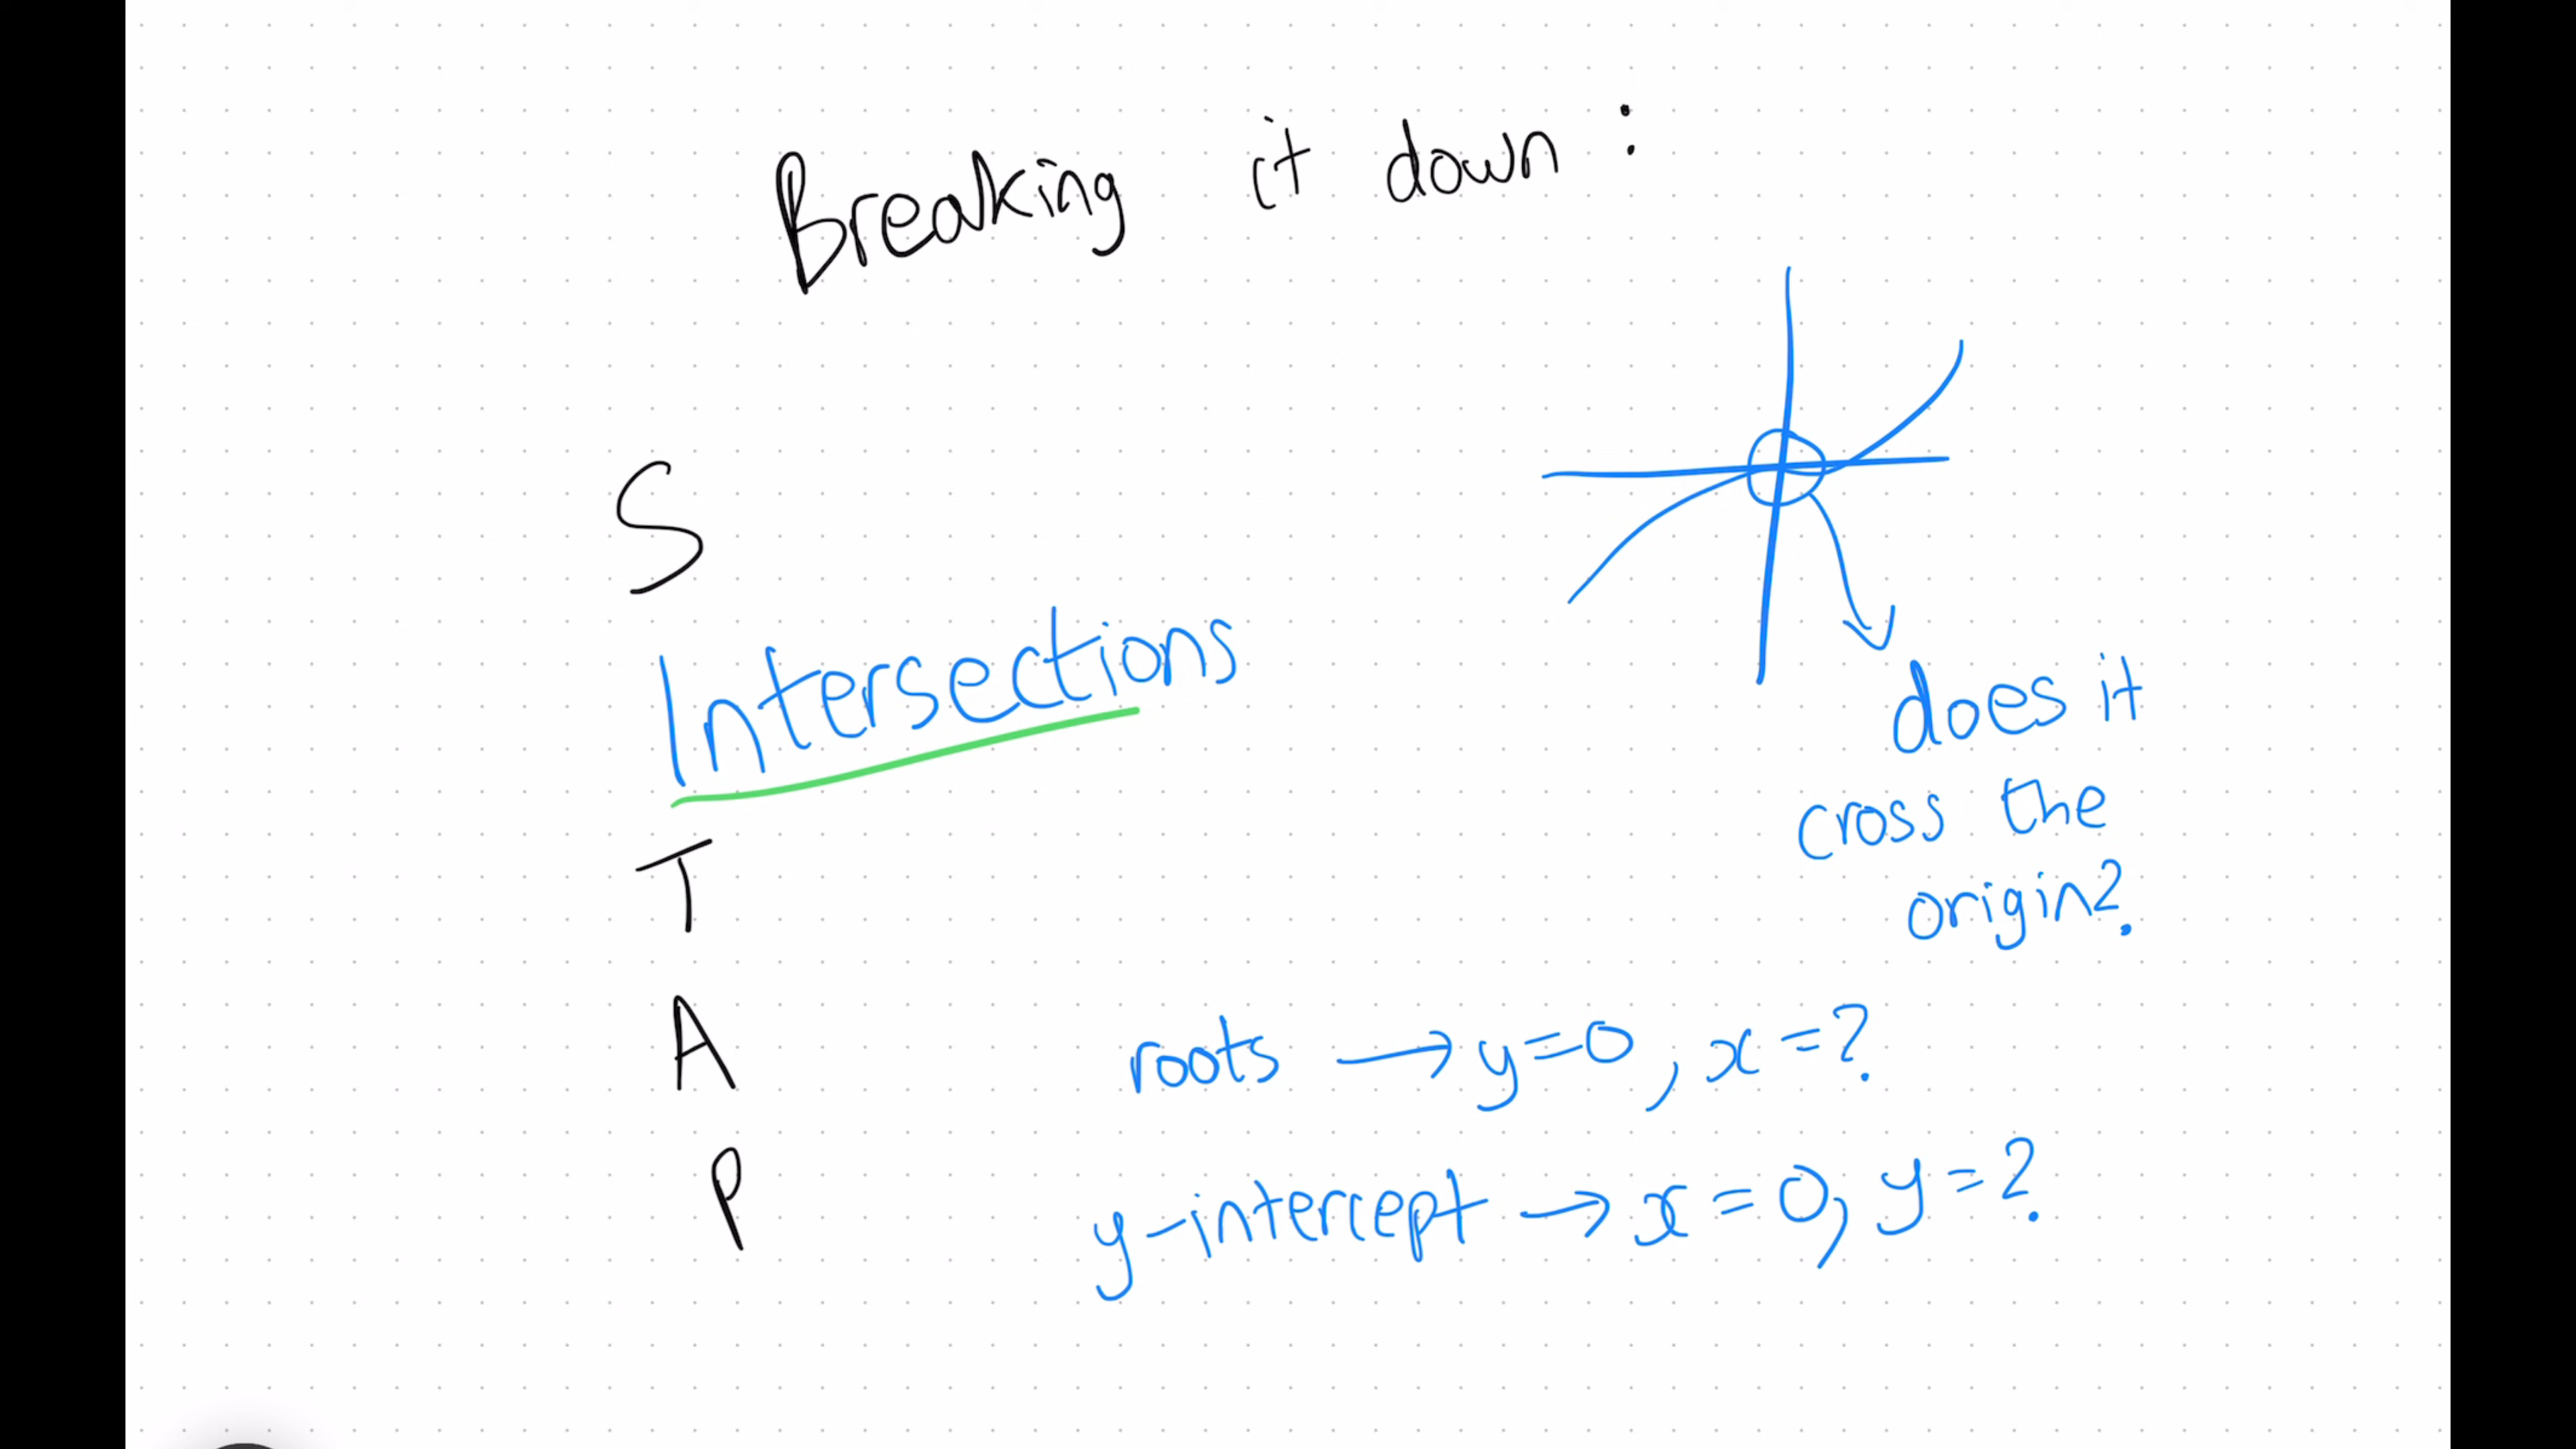 Breaking it down :
S
Intersections
T
A
P
does it
cross the
origin?
roots → y=0, x=?
y-intercept → x=0, y=?